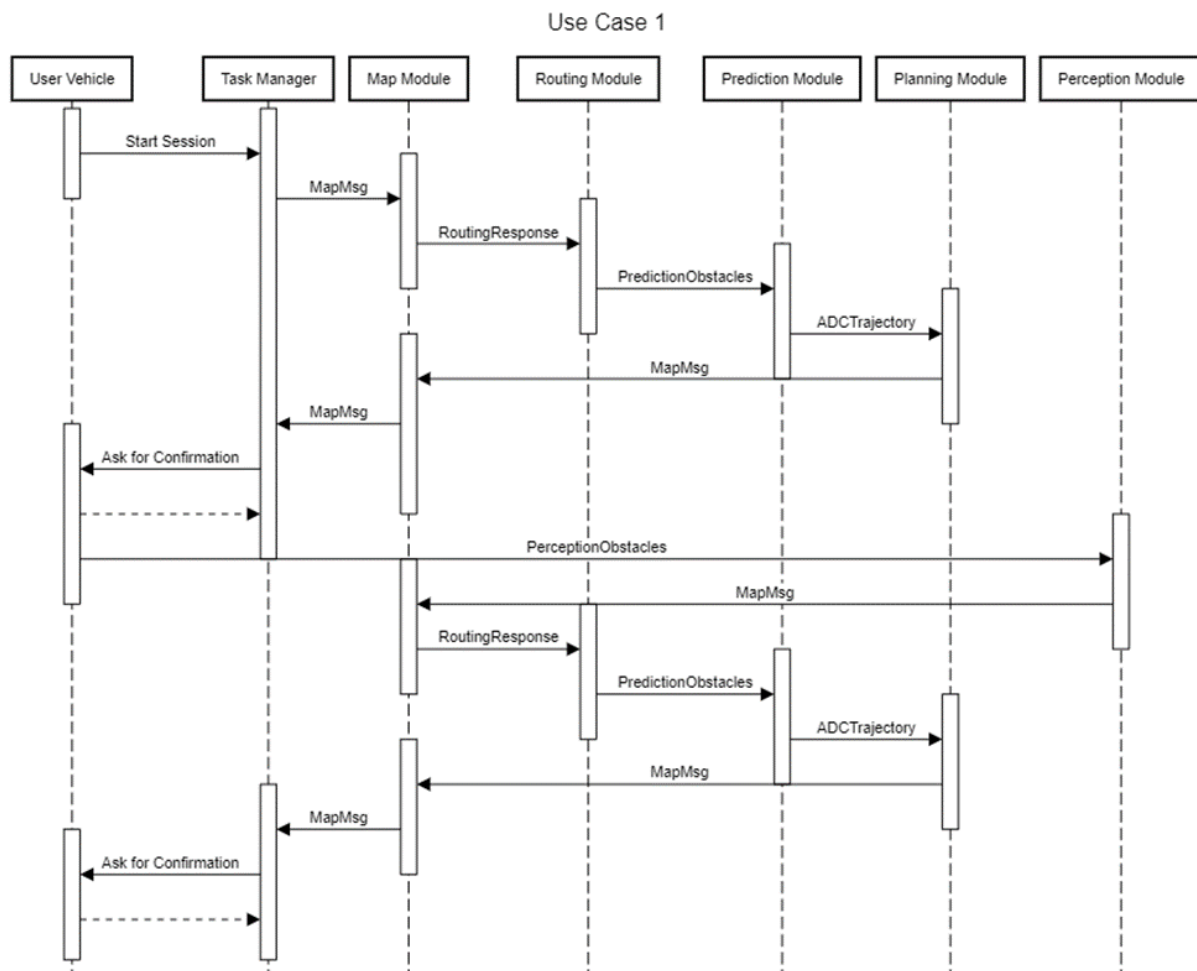 Use Case 1
User Vehicle
Task Manager
Map Module
Routing Module
Prediction Module
Planning Module
Perception Module
Start Session
MapMsg
RoutingResponse
PredictionObstacles
ADCTrajectory
MapMsg
MapMsg
Ask for Confirmation
PerceptionObstacles
MapMsg
RoutingResponse
PredictionObstacles
ADCTrajectory
MapMsg
MapMsg
Ask for Confirmation